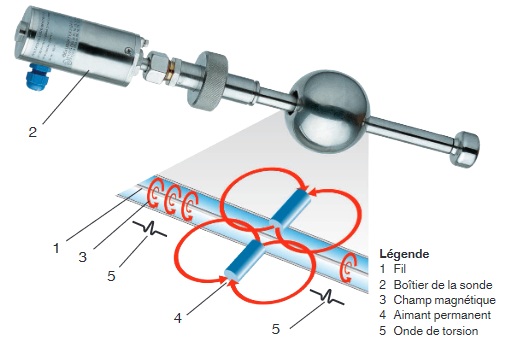 2
1
3
5
4
5
Légende
1 Fil
2 Boîtier de la sonde
3 Champ magnétique
4 Aimant permanent
5 Onde de torsion